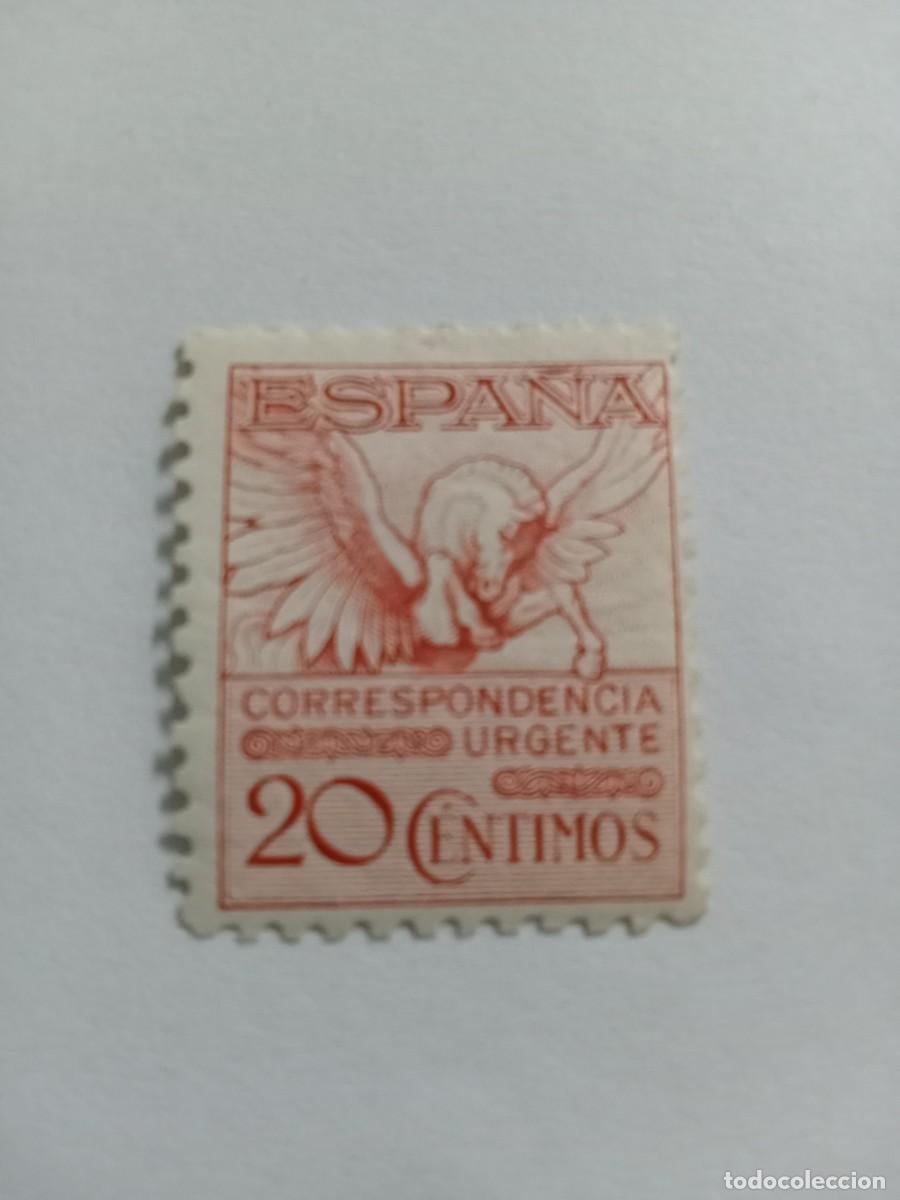 ESPAÑA
CORRESPONDENCIA
URGENTE
20 CÉNTIMOS
todocoleccion